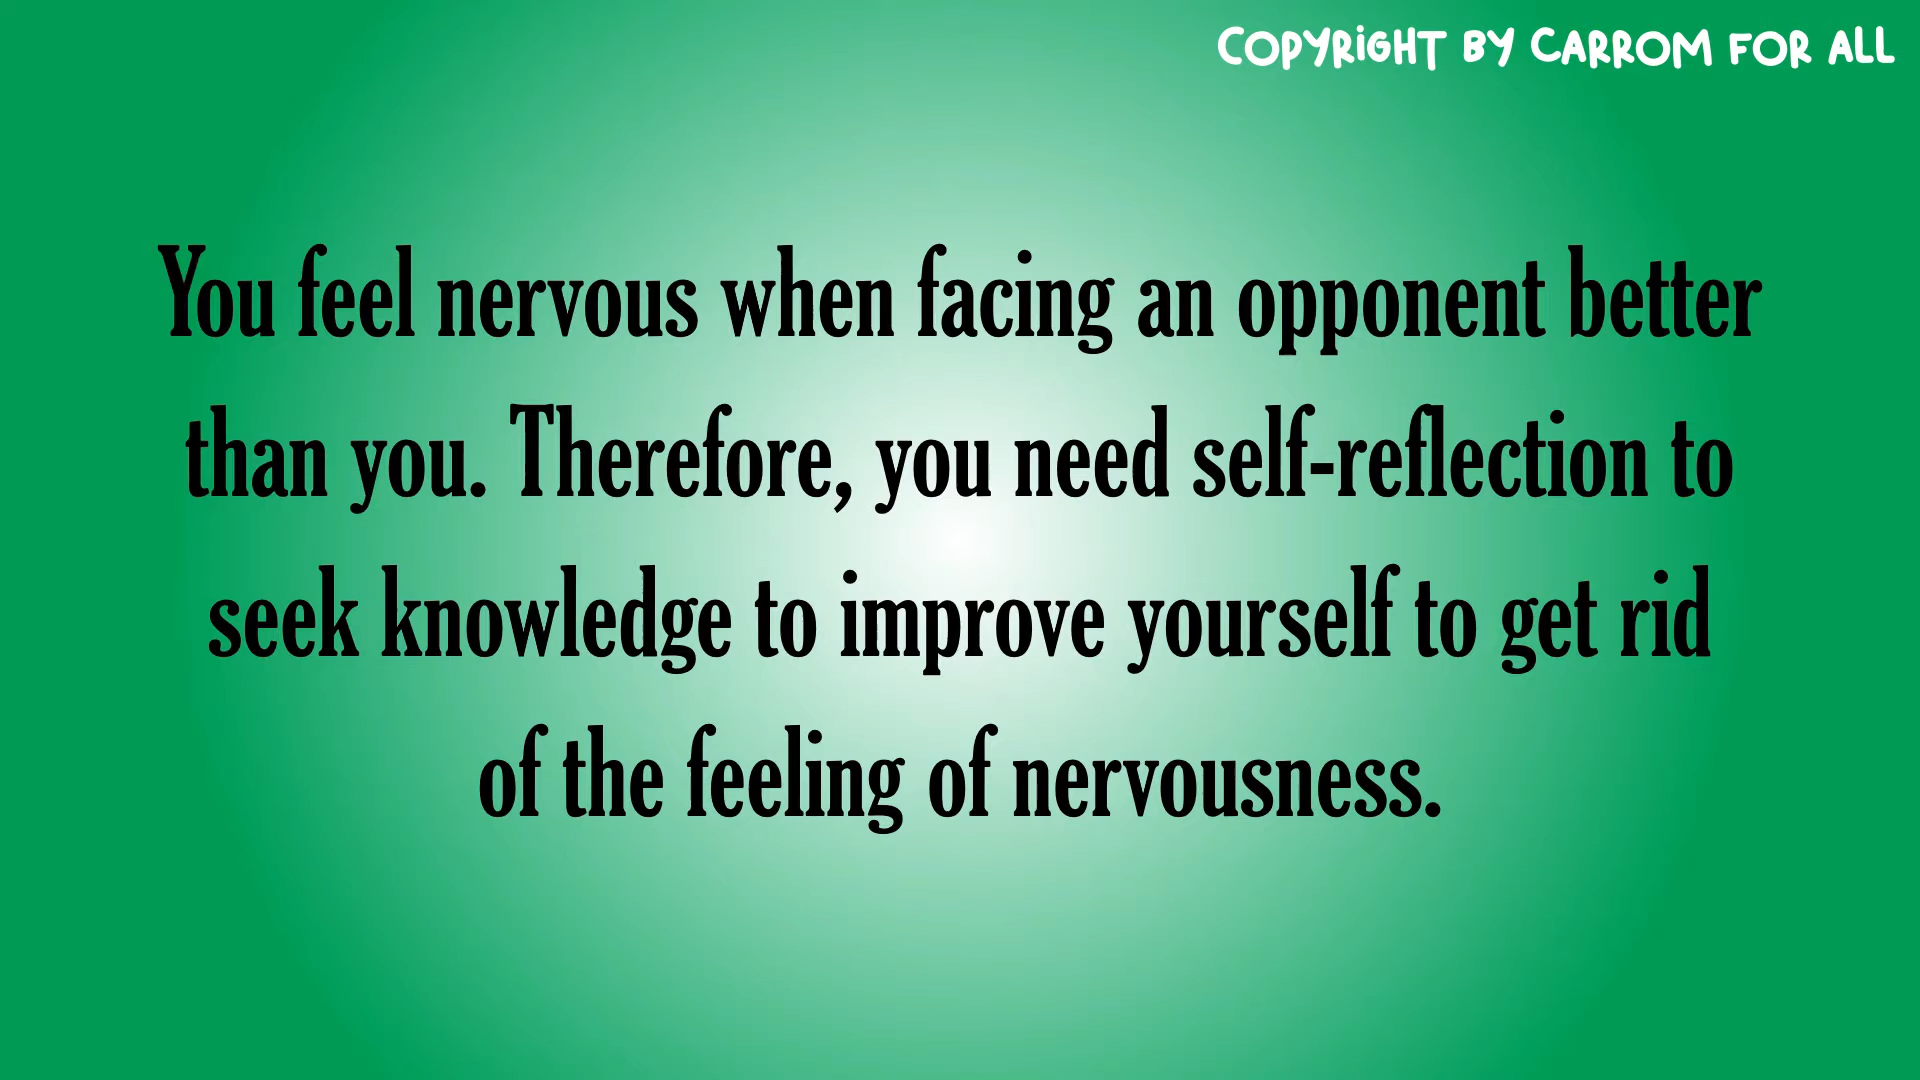 COPYRIGHT BY CARROM FOR ALL
You feel nervous when facing an opponent better
than you. Therefore, you need self-reflection to
seek knowledge to improve yourself to get rid
of the feeling of nervousness.